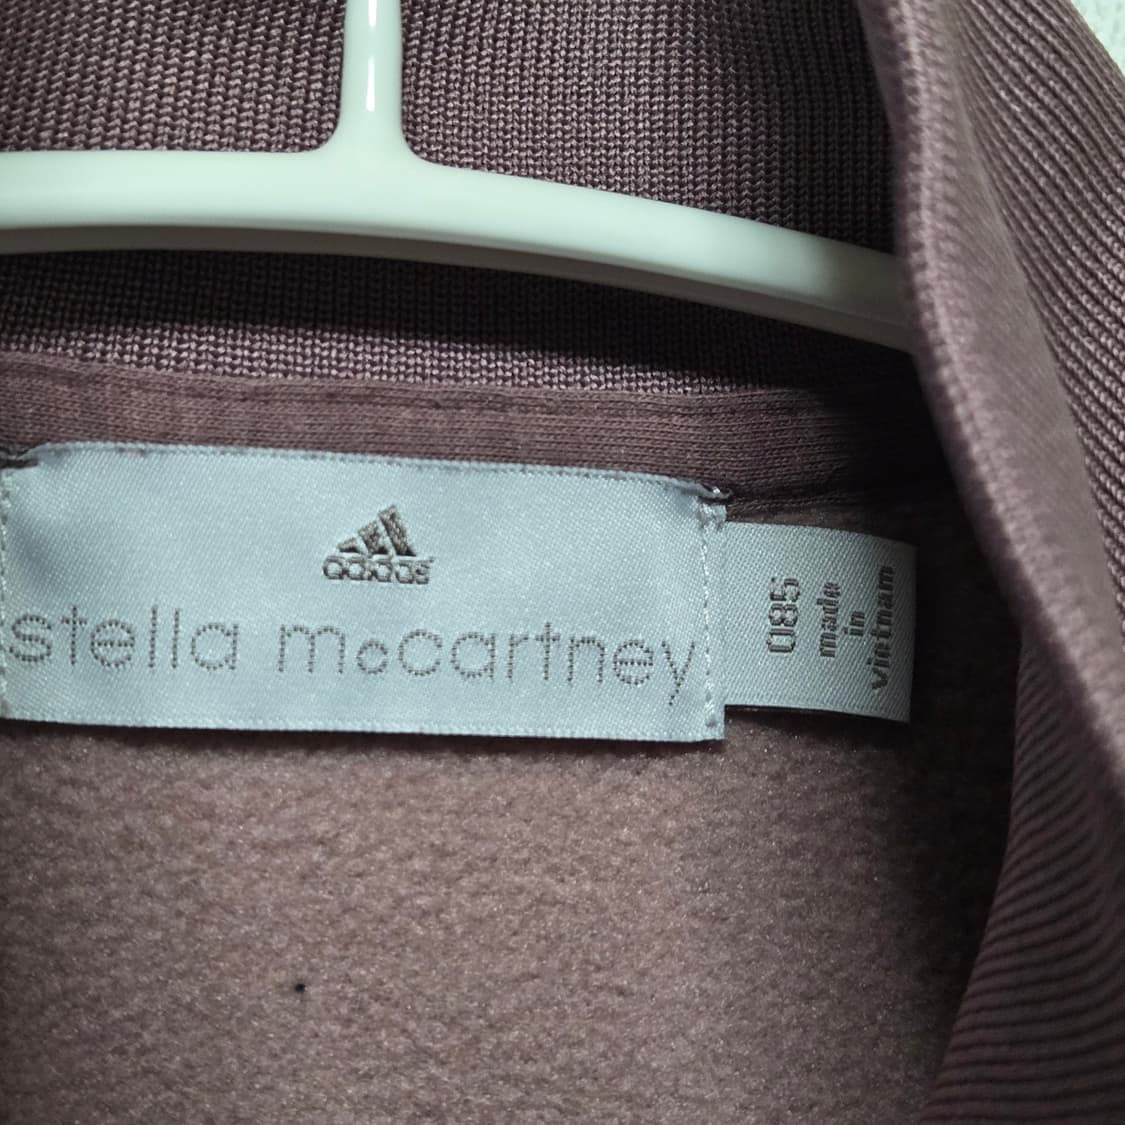 adidas
stella mccartney
085
made
in
vietnam